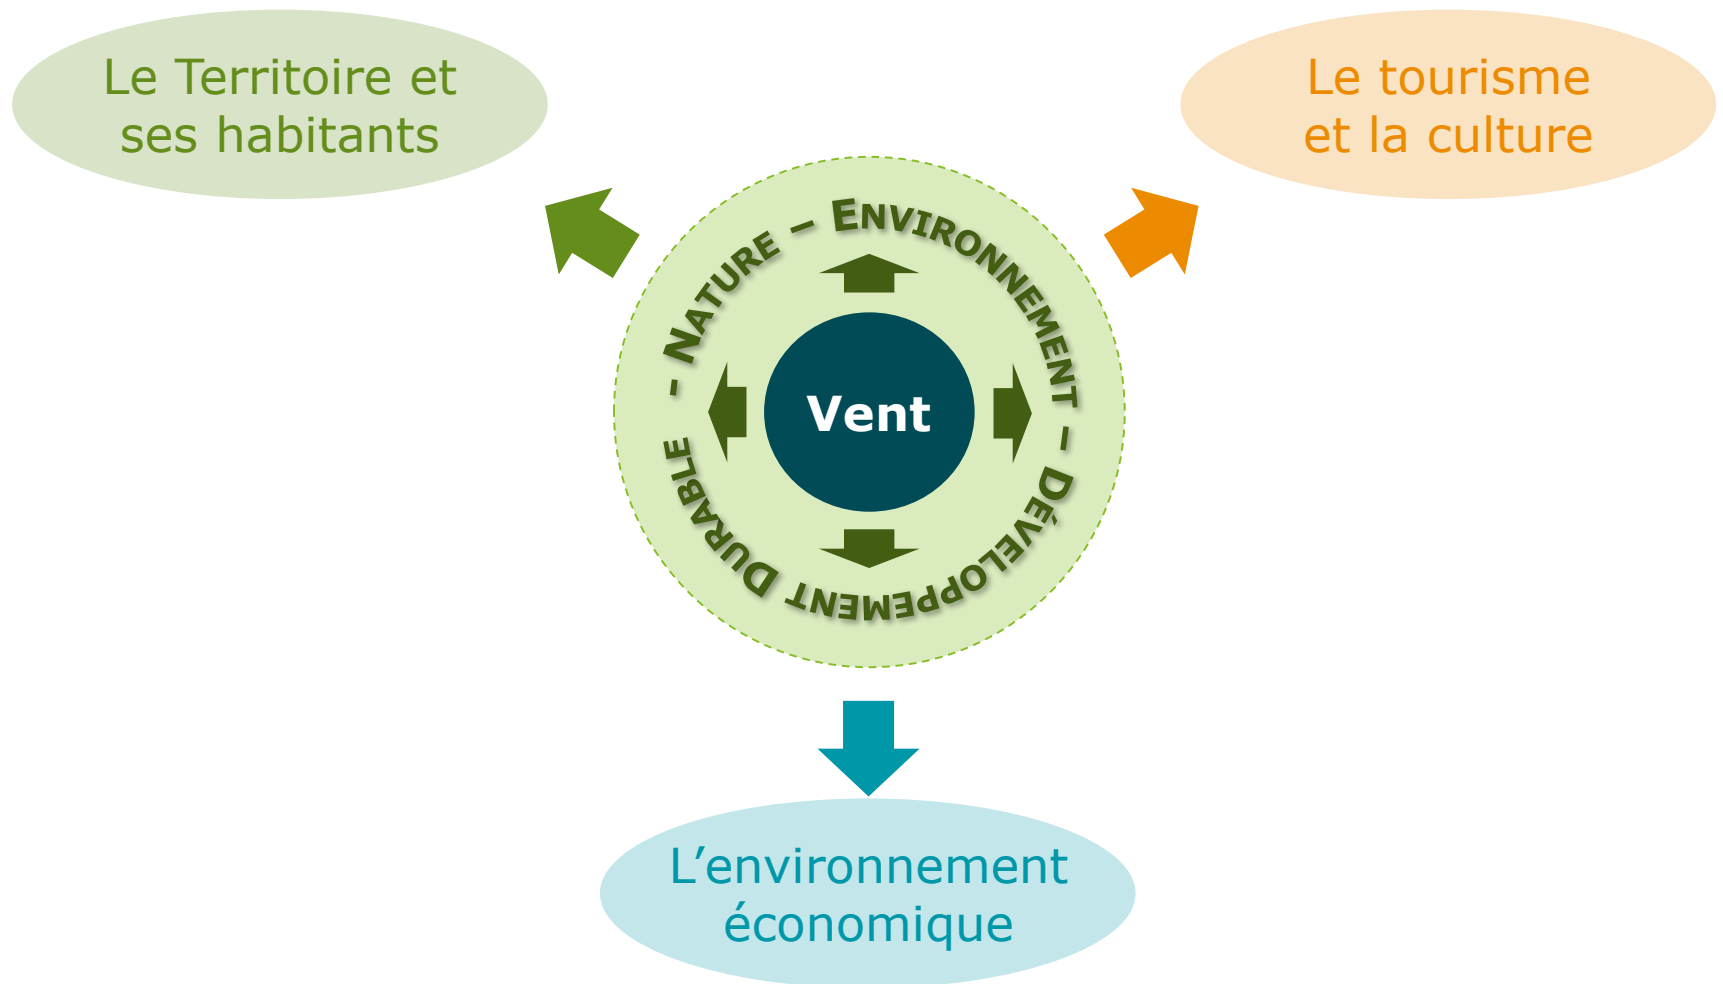 Le Territoire et
ses habitants
Le tourisme
et la culture
- NATURE – ENVIRONNEMENT – DÉVELOPPEMENT DURABLE
Vent
L’environnement
économique